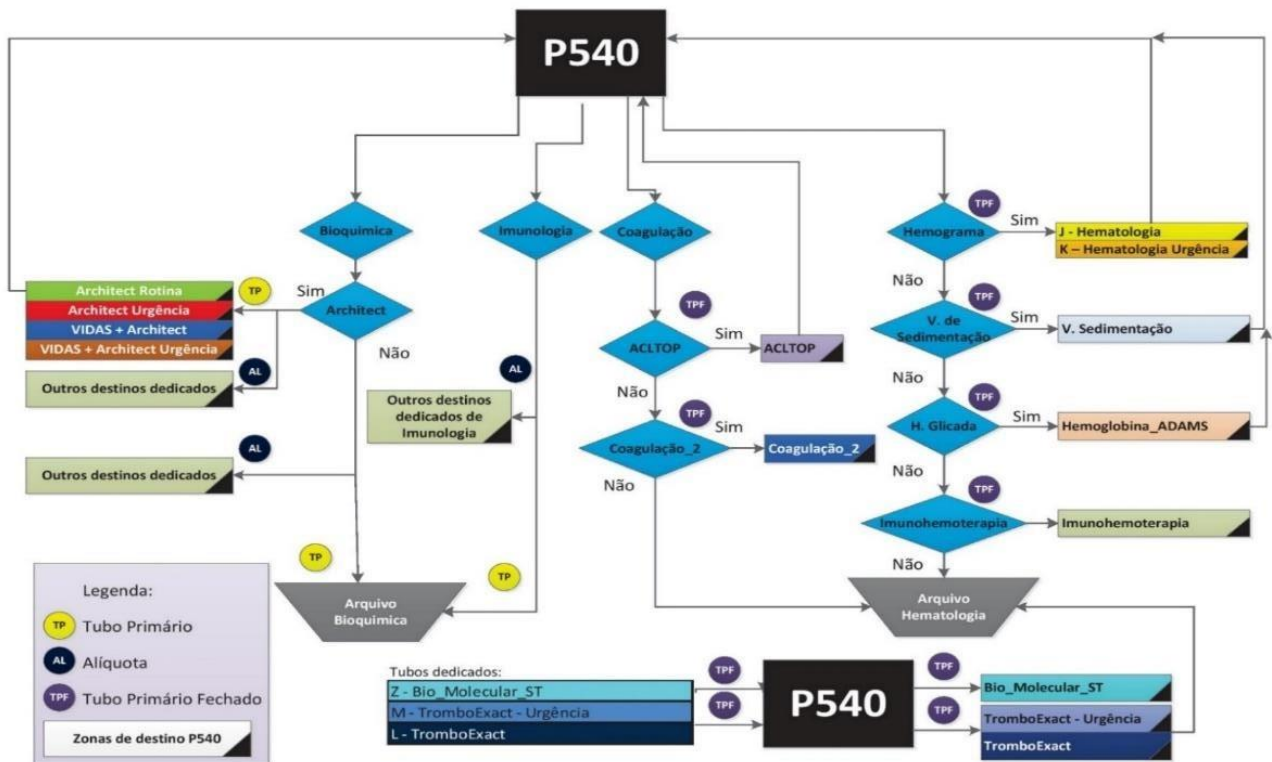 P540
Bioquimica
Imunologia
Coagulação
TPF
Hemograma
Sim
J - Hematologia
K – Hematologia Urgência
Não
Architect Rotina
Architect Urgência
VIDAS + Architect
VIDAS + Architect Urgência
TP
Sim
Architect
Não
AL
Outros destinos dedicados
AL
Outros destinos dedicados
TP
AL
Outros destinos
dedicados de
Imunologia
TP
Arquivo
Bioquimica
TPF
ACLTOP
Sim
ACLTOP
Não
TPF
Coagulação_2
Sim
Coagulação_2
Não
TPF
V. de
Sedimentação
Sim
V. Sedimentação
Não
TPF
H. Glicada
Sim
Hemoglobina_ADAMS
Não
TPF
Imunohemoterapia
Imunohemoterapia
Não
Arquivo
Hematologia
Legenda:
TP
Tubo Primário
AL
Alíquota
TPF
Tubo Primário Fechado
Zonas de destino P540
Tubos dedicados:
Z - Bio_Molecular_ST
M - TromboExact - Urgência
L - TromboExact
TPF
TPF
P540
TPF
TPF
Bio_Molecular_ST
TromboExact - Urgência
TromboExact